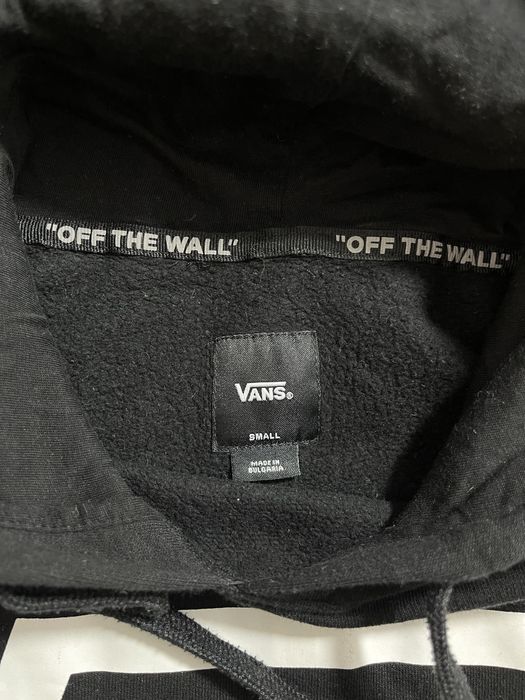 "OFF THE WALL" "OFF THE WALL"
VANS®
SMALL
MADE IN
BULGARIA